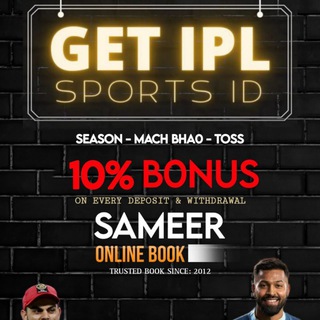 GET IPL
SPORTS ID
SEASON - MACH BHAO - TOSS
10% BONUS
ON EVERY DEPOSIT & WITHDRAWAL
SAMEER
ONLINE BOOK
TRUSTED BOOK SINCE: 2012